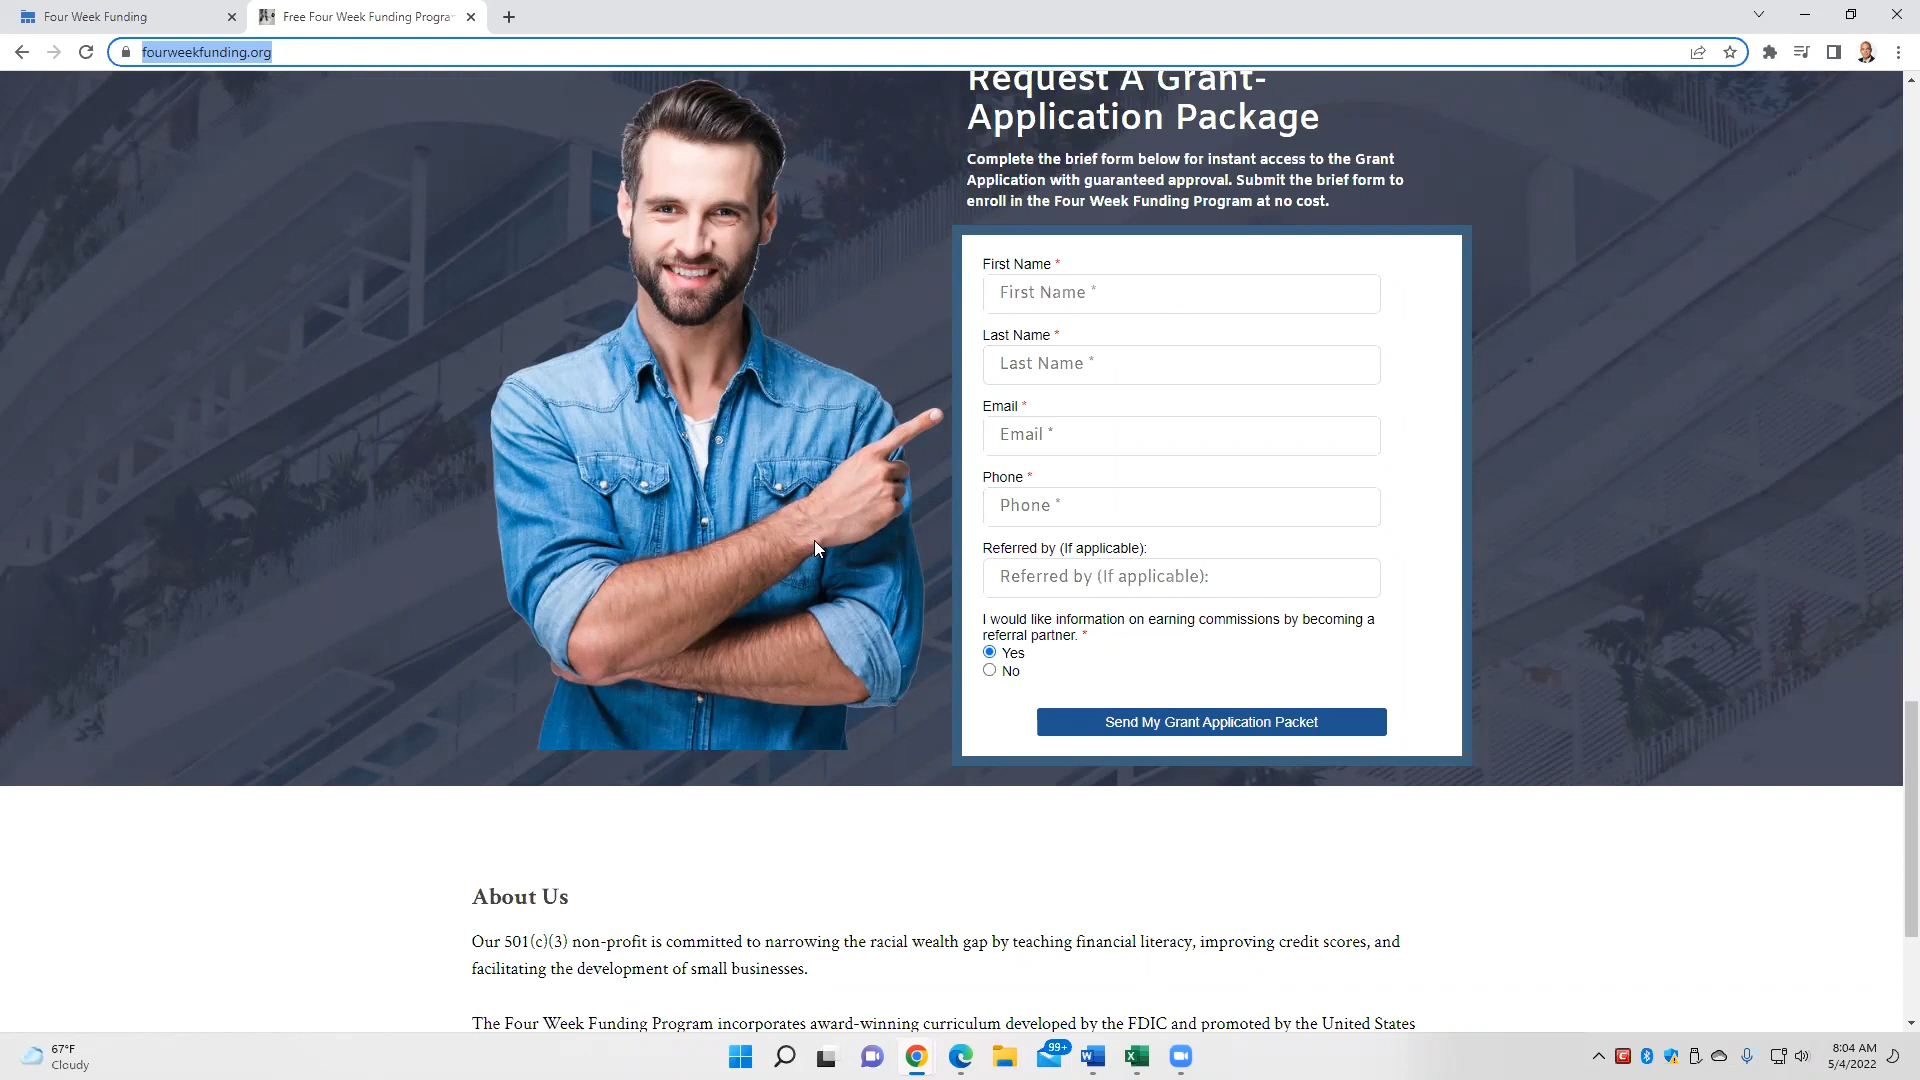 Four Week Funding
Free Four Week Funding Progra
fourweekfunding.org
Request A Grant-
Application Package
Complete the brief form below for instant access to the Grant
Application with guaranteed approval. Submit the brief form to
enroll in the Four Week Funding Program at no cost.
First Name *
First Name *
Last Name *
Last Name *
Email *
Email *
Phone *
Phone *
Referred by (If applicable):
Referred by (If applicable):
I would like information on earning commissions by becoming a
referral partner. *
Yes
No
Send My Grant Application Packet
About Us
Our 501(c)(3) non-profit is committed to narrowing the racial wealth gap by teaching financial literacy, improving credit scores, and
facilitating the development of small businesses.
The Four Week Funding Program incorporates award-winning curriculum developed by the FDIC and promoted by the United States
67°F
Cloudy
99+
8:04 AM
5/4/2022